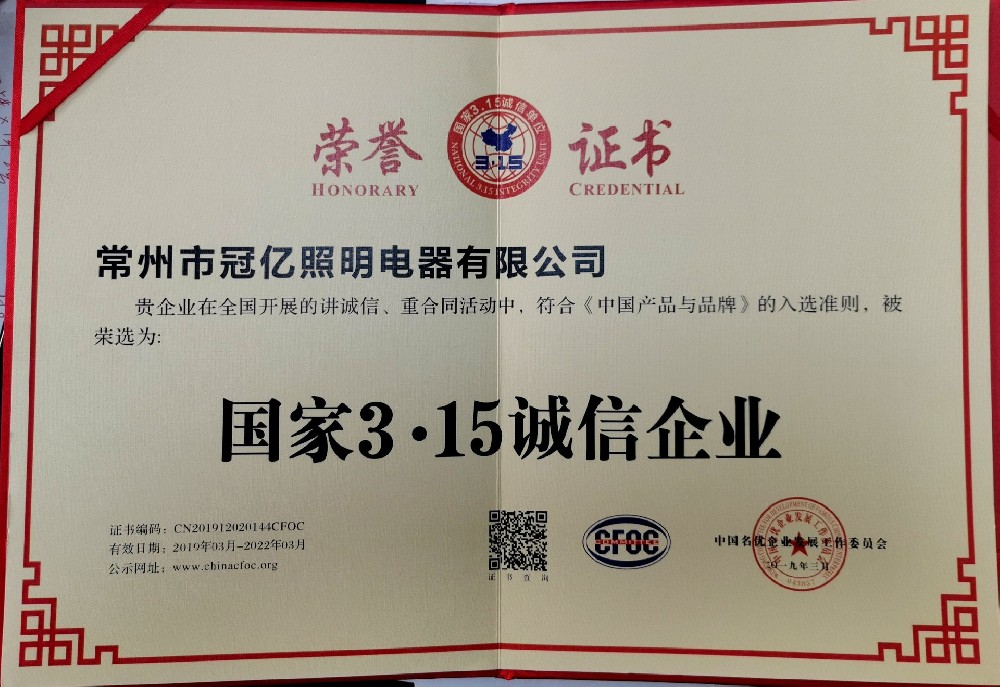 荣誉
证书
HONORARY
CREDENTIAL
国家3.15诚信单位
3·15
NATIONAL 3.15 INTEGRITY UNIT
常州市冠亿照明电器有限公司
贵企业在全国开展的讲诚信、重合同活动中，符合《中国产品与品牌》的入选准则，被
荣选为:
国家3·15诚信企业
证书编码: CN201912020144CFOC
有效日期: 2019年03月-2022年03月
公示网址: www.chinacfoc.org
证书查询
CFOC
COMMITTEE
中国名优企业发展工作委员会
二〇一九年三月